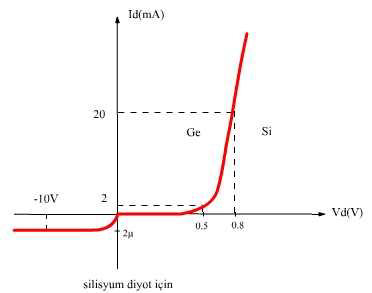 Id(mA)
20
Ge
Si
-10V
2
Vd(V)
0.5
0.8
2µ
silisyum diyot için